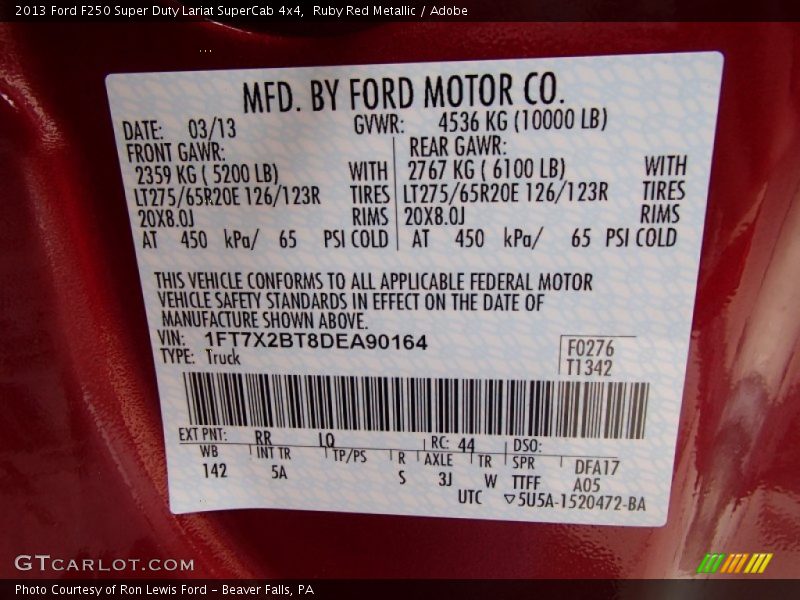 2013 Ford F250 Super Duty Lariat SuperCab 4x4, Ruby Red Metallic / Adobe
MFD. BY FORD MOTOR CO.
DATE: 03/13 GVWR: 4536 KG (10000 LB)
FRONT GAWR: REAR GAWR:
2359 KG ( 5200 LB) WITH 2767 KG ( 6100 LB) WITH
LT275/65R20E 126/123R TIRES LT275/65R20E 126/123R TIRES
20X8.0J RIMS 20X8.0J RIMS
AT 450 kPa/ 65 PSI COLD AT 450 kPa/ 65 PSI COLD
THIS VEHICLE CONFORMS TO ALL APPLICABLE FEDERAL MOTOR
VEHICLE SAFETY STANDARDS IN EFFECT ON THE DATE OF
MANUFACTURE SHOWN ABOVE.
VIN: 1FT7X2BT8DEA90164
TYPE: Truck
F0276
T1342
EXT PNT: RR LQ RC: 44 DSO:
WB INT TR TP/PS R AXLE TR SPR DFA17
142 5A S 3J W TTFF A05
UTC ▽5U5A-1520472-BA
GTCARLOT.COM
Photo Courtesy of Ron Lewis Ford - Beaver Falls, PA